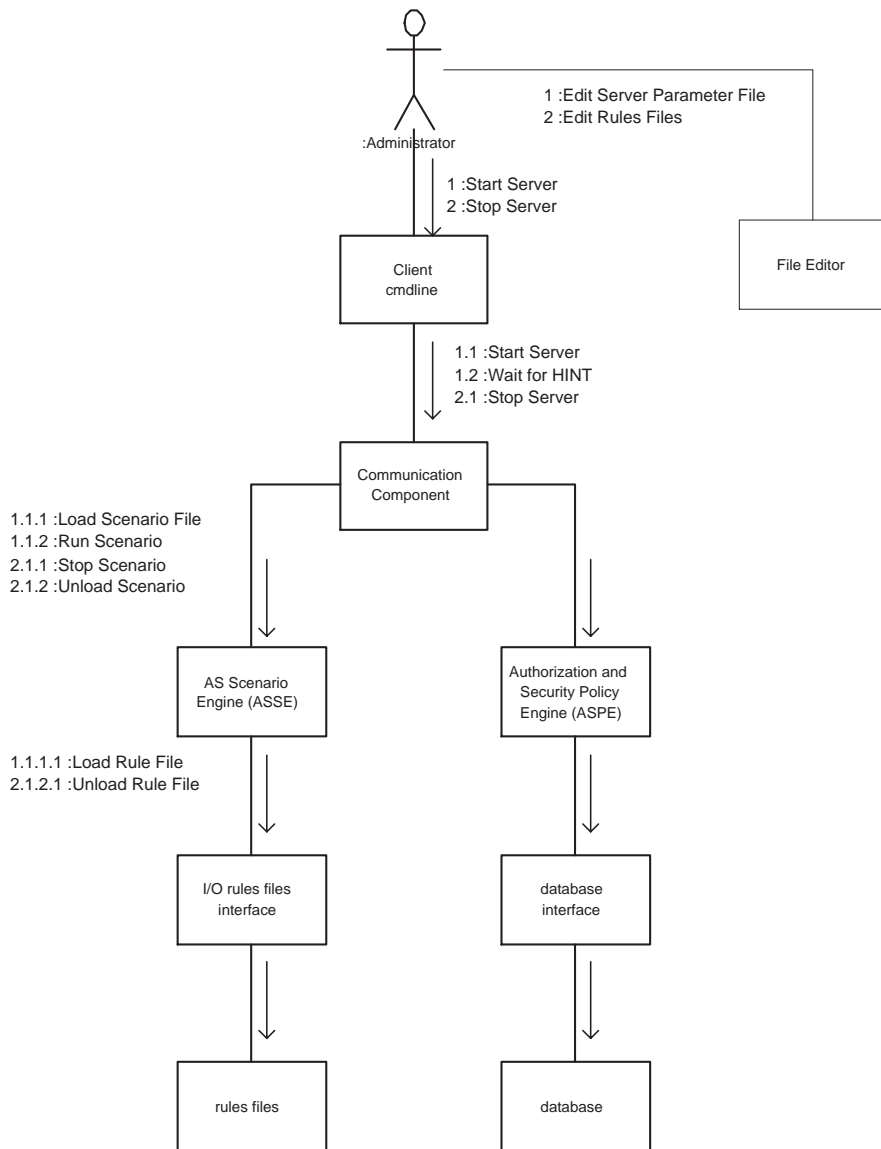 1 :Edit Server Parameter File
2 :Edit Rules Files
:Administrator
1 :Start Server
2 :Stop Server
Client
cmdline
File Editor
1.1 :Start Server
1.2 :Wait for HINT
2.1 :Stop Server
Communication
Component
1.1.1 :Load Scenario File
1.1.2 :Run Scenario
2.1.1 :Stop Scenario
2.1.2 :Unload Scenario
AS Scenario
Engine (ASSE)
Authorization and
Security Policy
Engine (ASPE)
1.1.1.1 :Load Rule File
2.1.2.1 :Unload Rule File
I/O rules files
interface
database
interface
rules files
database